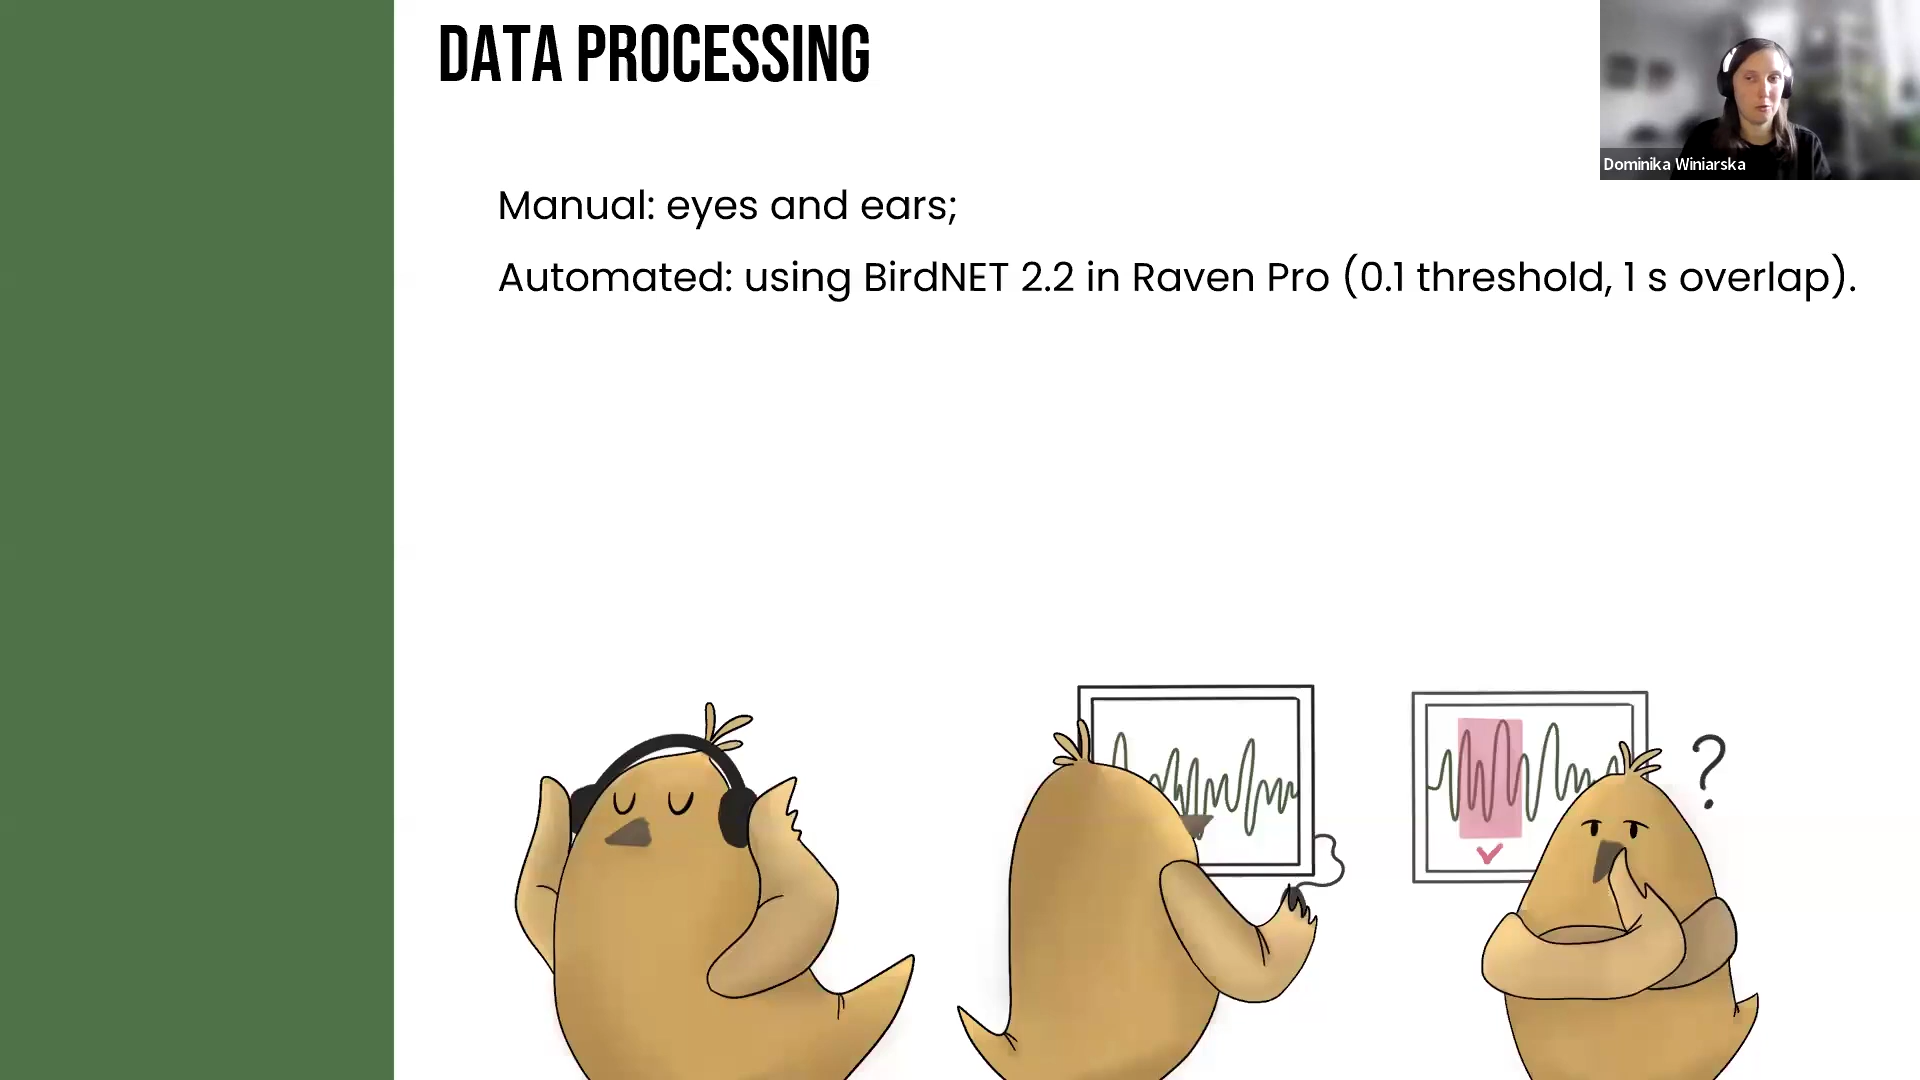 DATA PROCESSING
Dominika Winiarska
Manual: eyes and ears;
Automated: using BirdNET 2.2 in Raven Pro (0.1 threshold, 1 s overlap).
?